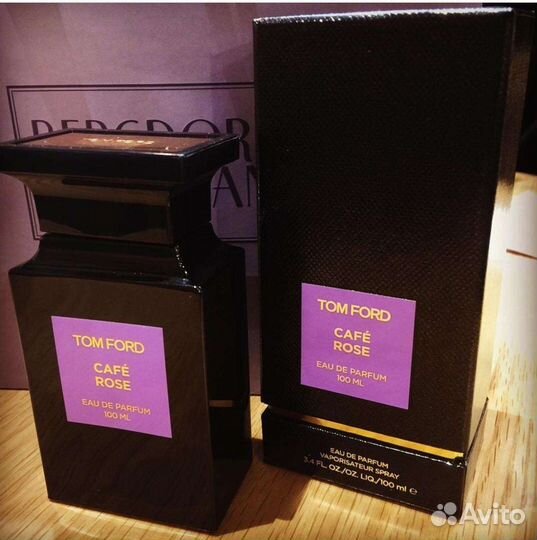 BERGDOR
TOM FORD
CAFÉ
ROSE
EAU DE PARFUM
100 ML
TOM FORD
CAFÉ
ROSE
EAU DE PARFUM
100 ML
EAU DE PARFUM
VAPORISATEUR SPRAY
3.4 FL. OZ./OZ. LIQ./100 ml e
Avito